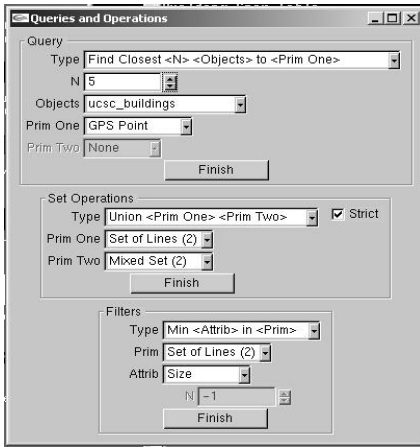 Queries and Operations
Query
Type Find Closest <N> <Objects> to <Prim One>
N 5
Objects ucsc_buildings
Prim One GPS Point
Prim Two None
Finish
Set Operations
Type Union <Prim One> <Prim Two> Strict
Prim One Set of Lines (2)
Prim Two Mixed Set (2)
Finish
Filters
Type Min <Attrib> in <Prim>
Prim Set of Lines (2)
Attrib Size
N -1
Finish